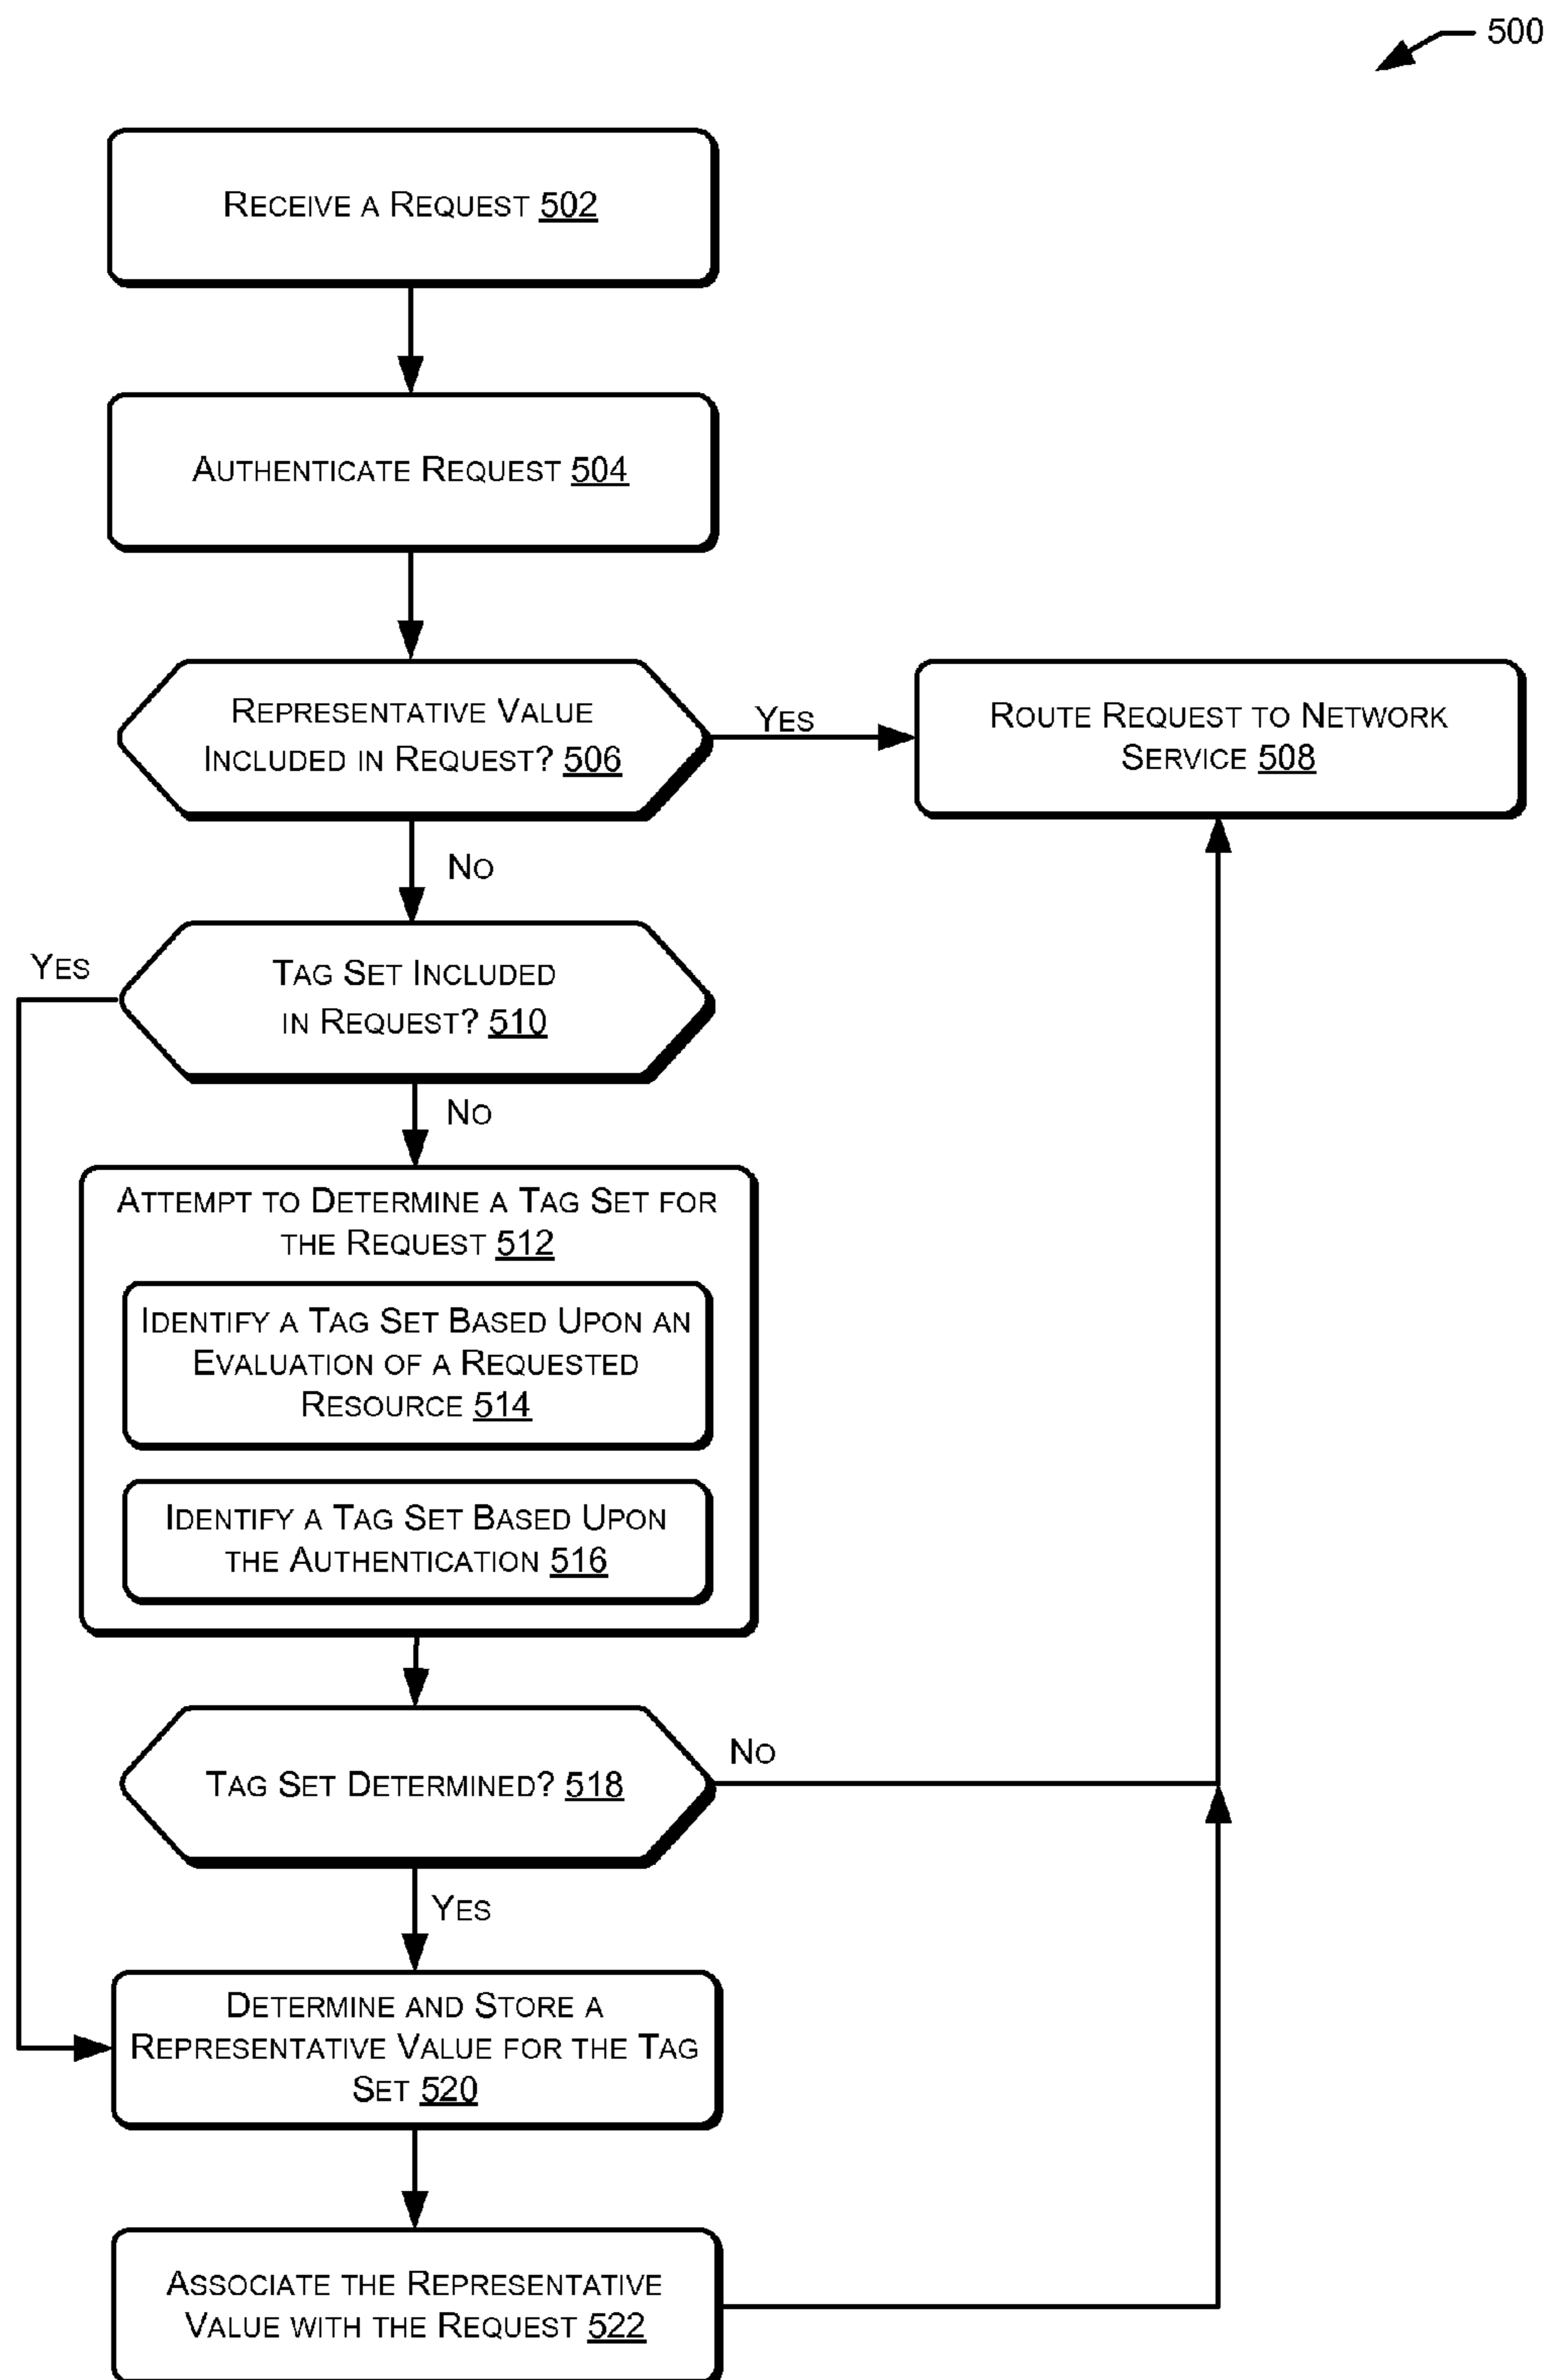 500
RECEIVE A REQUEST 502
AUTHENTICATE REQUEST 504
REPRESENTATIVE VALUE
INCLUDED IN REQUEST? 506
YES
ROUTE REQUEST TO NETWORK
SERVICE 508
NO
YES
TAG SET INCLUDED
IN REQUEST? 510
NO
ATTEMPT TO DETERMINE A TAG SET FOR
THE REQUEST 512
IDENTIFY A TAG SET BASED UPON AN
EVALUATION OF A REQUESTED
RESOURCE 514
IDENTIFY A TAG SET BASED UPON
THE AUTHENTICATION 516
NO
TAG SET DETERMINED? 518
YES
DETERMINE AND STORE A
REPRESENTATIVE VALUE FOR THE TAG
SET 520
ASSOCIATE THE REPRESENTATIVE
VALUE WITH THE REQUEST 522